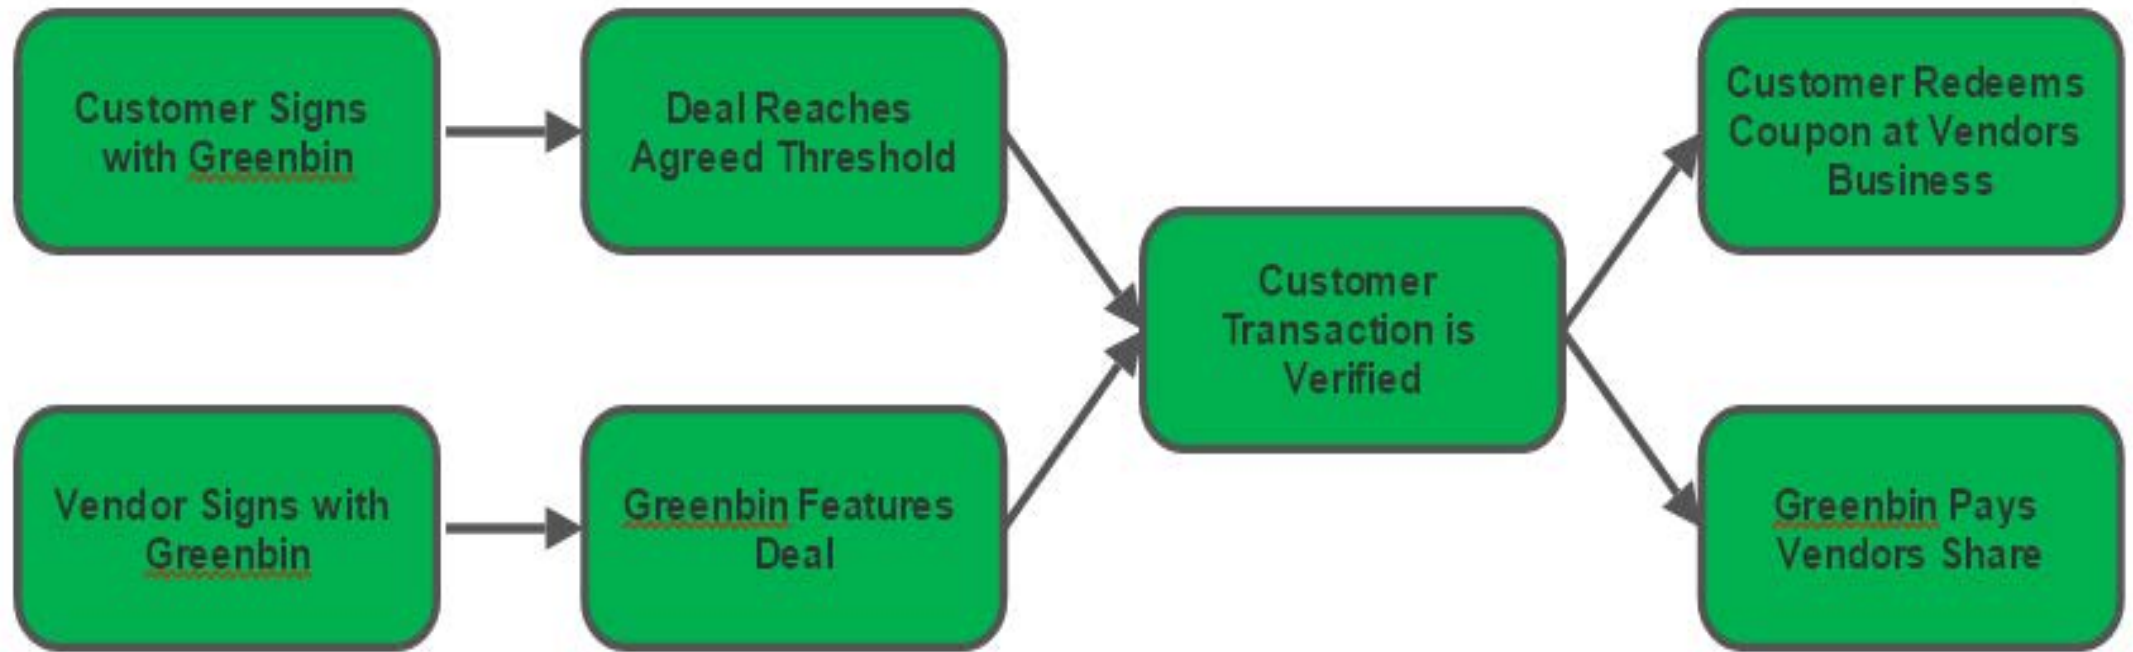 Customer Signs
with Greenbin
Deal Reaches
Agreed Threshold
Customer Redeems
Coupon at Vendors
Business
Customer
Transaction is
Verified
Vendor Signs with
Greenbin
Greenbin Features
Deal
Greenbin Pays
Vendors Share